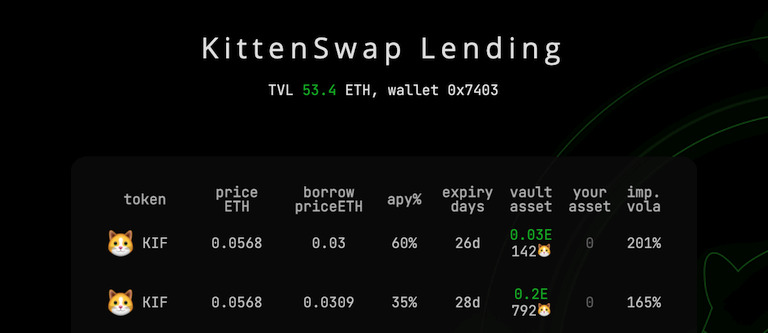 KittenSwap Lending
TVL 53.4 ETH, wallet 0x7403
token price ETH borrow priceETH apy% expiry days vault asset your asset imp. vola
KIF 0.0568 0.03 60% 26d 0.03E 142🐱 0 201%
KIF 0.0568 0.0309 35% 28d 0.2E 792🐱 0 165%